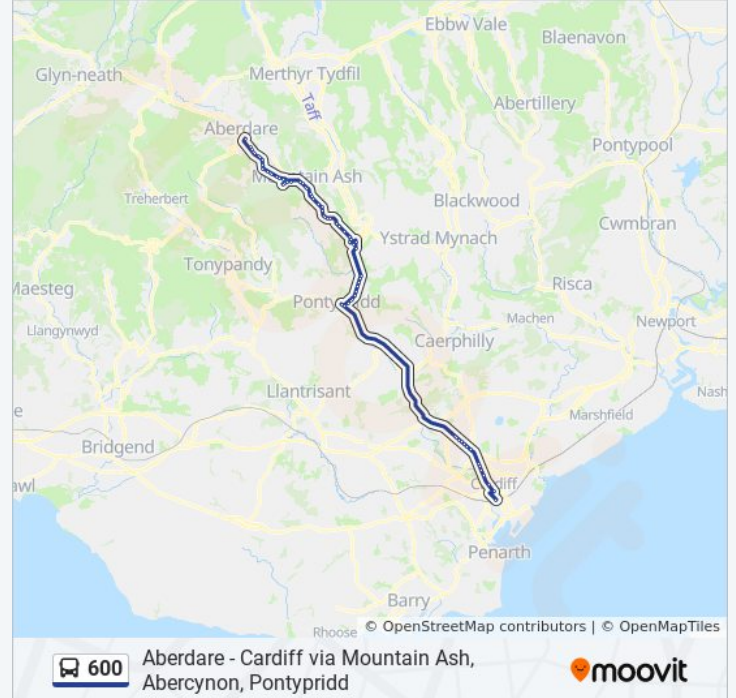 Ebbw Vale
Blaenavon
Glyn-neath
Merthyr Tydfil
Taff
Abertillery
Aberdare
Pontypool
Mountain Ash
Treherbert
Blackwood
Cwmbran
Ystrad Mynach
Tonypandy
Maesteg
Risca
Pontypridd
Machen
Newport
Llangynwyd
Caerphilly
Llantrisant
Nash
Marshfield
e
Bridgend
awl
Cardiff
Penarth
Barry
Rhoose
© OpenStreetMap contributors | © OpenMapTiles
600
Aberdare - Cardiff via Mountain Ash,
Abercynon, Pontypridd
moovit